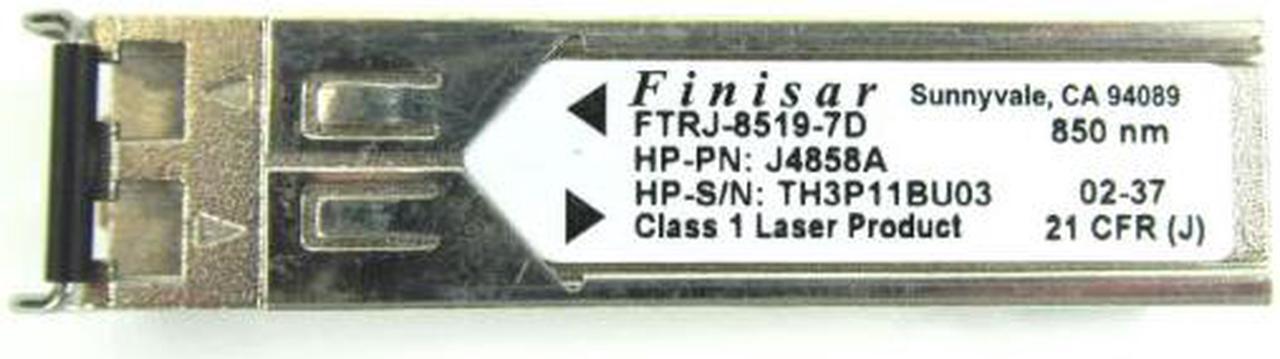 Finisar Sunnyvale, CA 94089
FTRJ-8519-7D 850 nm
HP-PN: J4858A
HP-S/N: TH3P11BU03 02-37
Class 1 Laser Product 21 CFR (J)